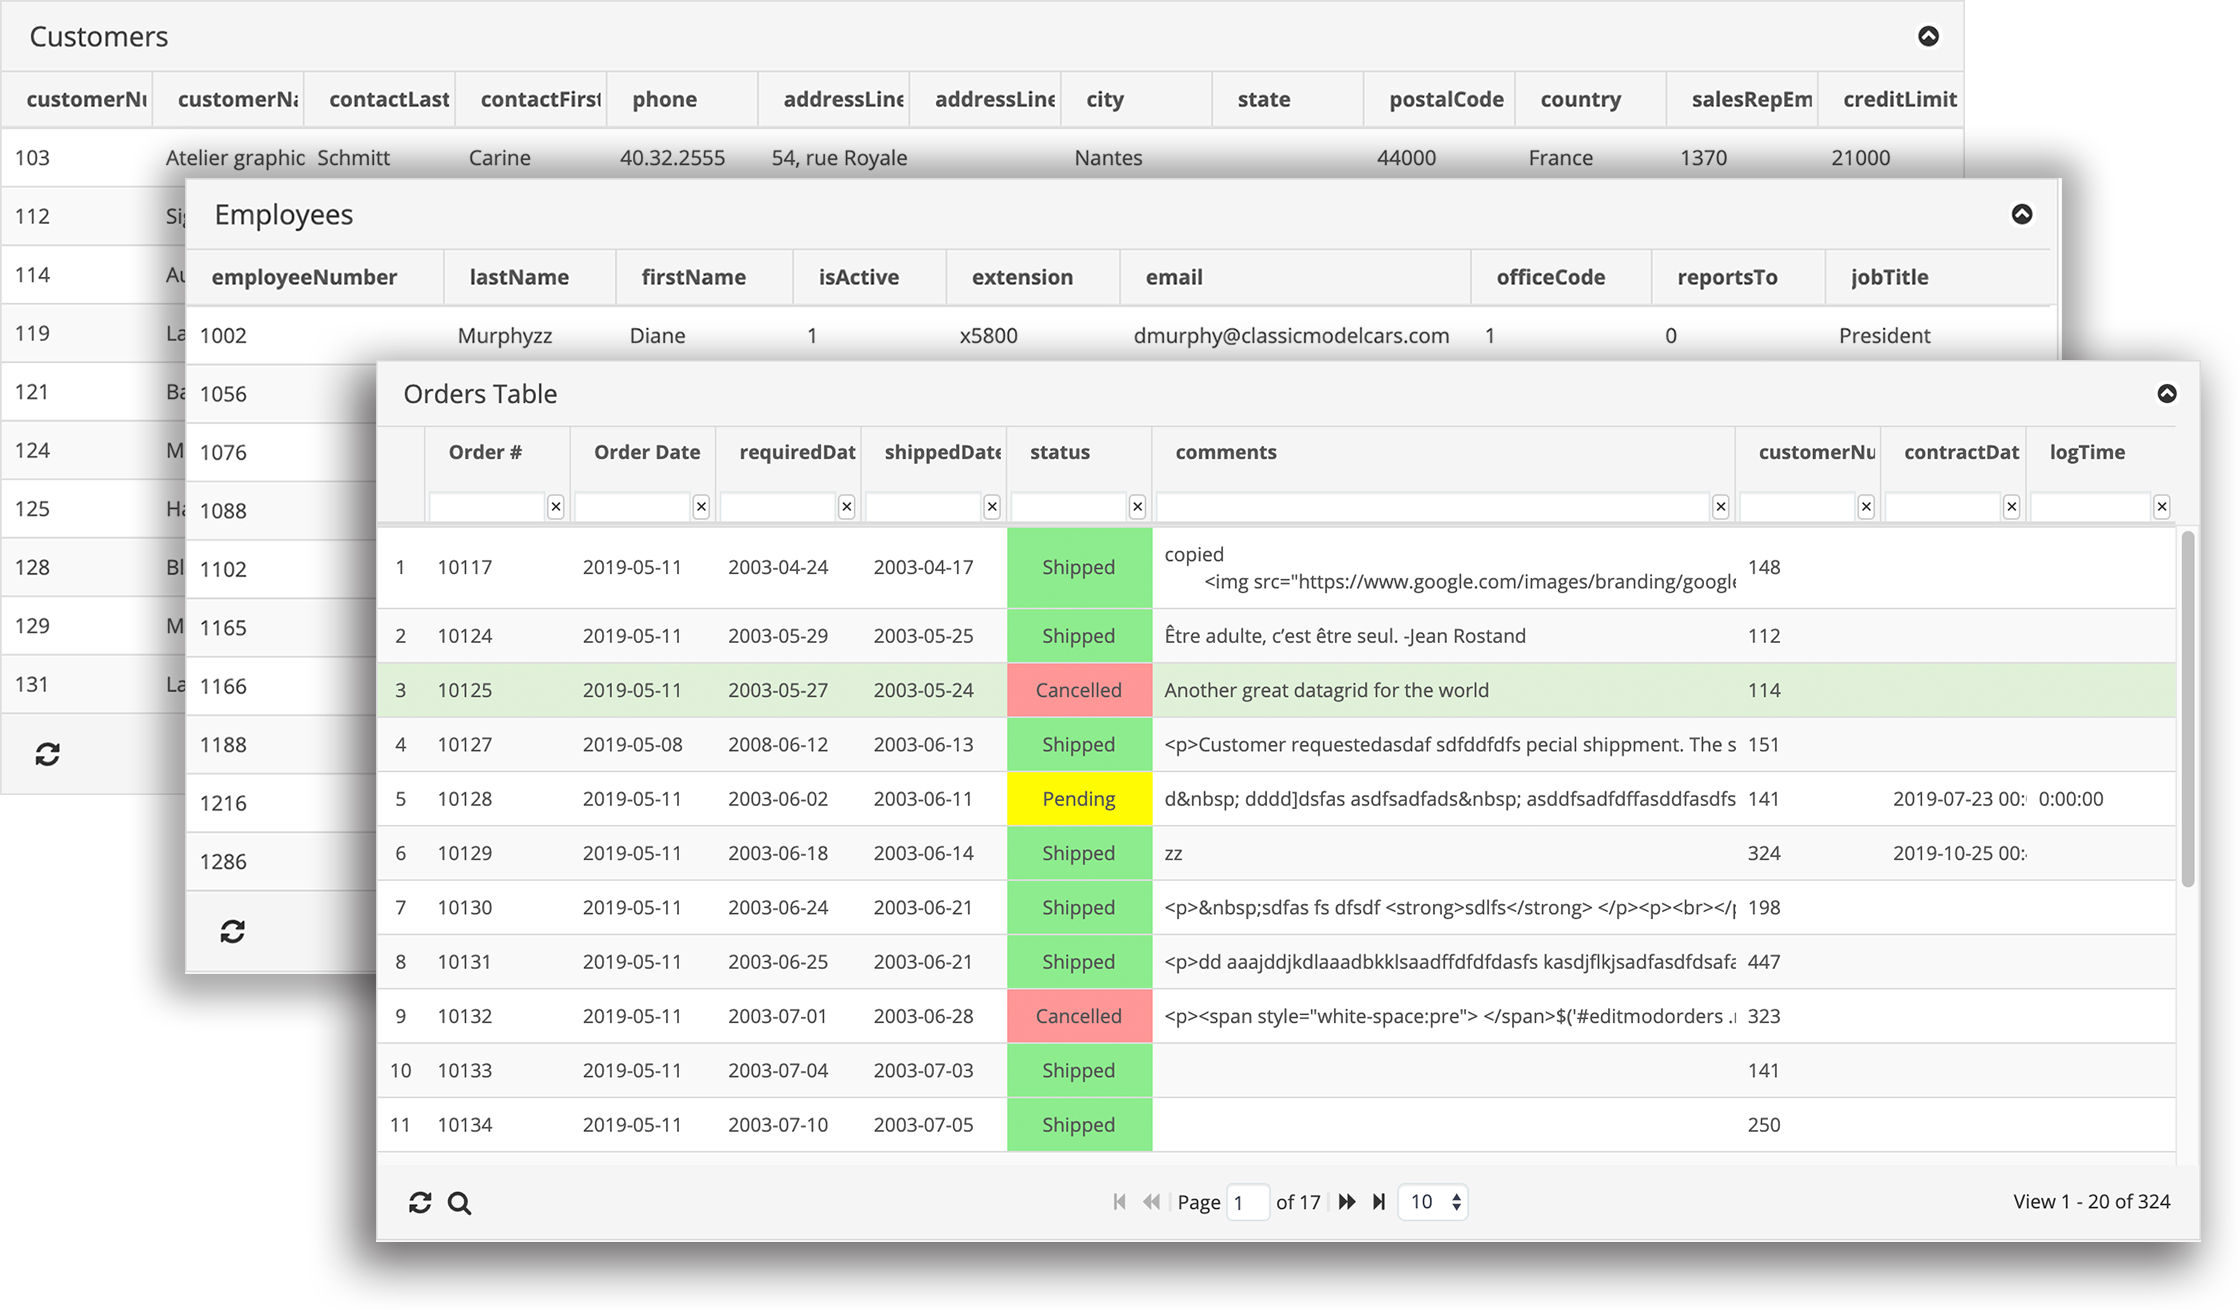 Customers
customerNu customerNa contactLast contactFirst phone addressLine addressLine city state postalCode country salesRepEm creditLimit
103 Atelier graphic Schmitt Carine 40.32.2555 54, rue Royale Nantes 44000 France 1370 21000
112 Sig
114 Au
119 La
121 Ba
124 M
125 Ha
128 Bl
129 M
131 La
Employees
employeeNumber lastName firstName isActive extension email officeCode reportsTo jobTitle
1002 Murphyzz Diane 1 x5800 dmurphy@classicmodelcars.com 1 0 President
1056
1076
1088
1102
1165
1166
1188
1216
1286
Orders Table
Order # Order Date requiredDat shippedDate status comments customerNu contractDat logTime
1 10117 2019-05-11 2003-04-24 2003-04-17 Shipped copied 148
<img src="https://www.google.com/images/branding/google
2 10124 2019-05-11 2003-05-29 2003-05-25 Shipped Être adulte, c’est être seul. -Jean Rostand 112
3 10125 2019-05-11 2003-05-27 2003-05-24 Cancelled Another great datagrid for the world 114
4 10127 2019-05-08 2008-06-12 2003-06-13 Shipped <p>Customer requestedasdaf sdfddfdfs pecial shippment. The s 151
5 10128 2019-05-11 2003-06-02 2003-06-11 Pending d&nbsp; dddd]dsfas asdfsadfads&nbsp; asddfsadfdffasddfasdfs 141 2019-07-23 00: 0:00:00
6 10129 2019-05-11 2003-06-18 2003-06-14 Shipped zz 324 2019-10-25 00:
7 10130 2019-05-11 2003-06-24 2003-06-21 Shipped <p>&nbsp;sdfas fs dfsdf <strong>sdlfs</strong> </p><p><br></p 198
8 10131 2019-05-11 2003-06-25 2003-06-21 Shipped <p>dd aaajddjkdlaaadbkklsaadffdfdfdasfs kasdjflkjsadfasdfdsafa 447
9 10132 2019-05-11 2003-07-01 2003-06-28 Cancelled <p><span style="white-space:pre"> </span>$('#editmodorders . 323
10 10133 2019-05-11 2003-07-04 2003-07-03 Shipped 141
11 10134 2019-05-11 2003-07-10 2003-07-05 Shipped 250
Page 1 of 17 10 View 1 - 20 of 324